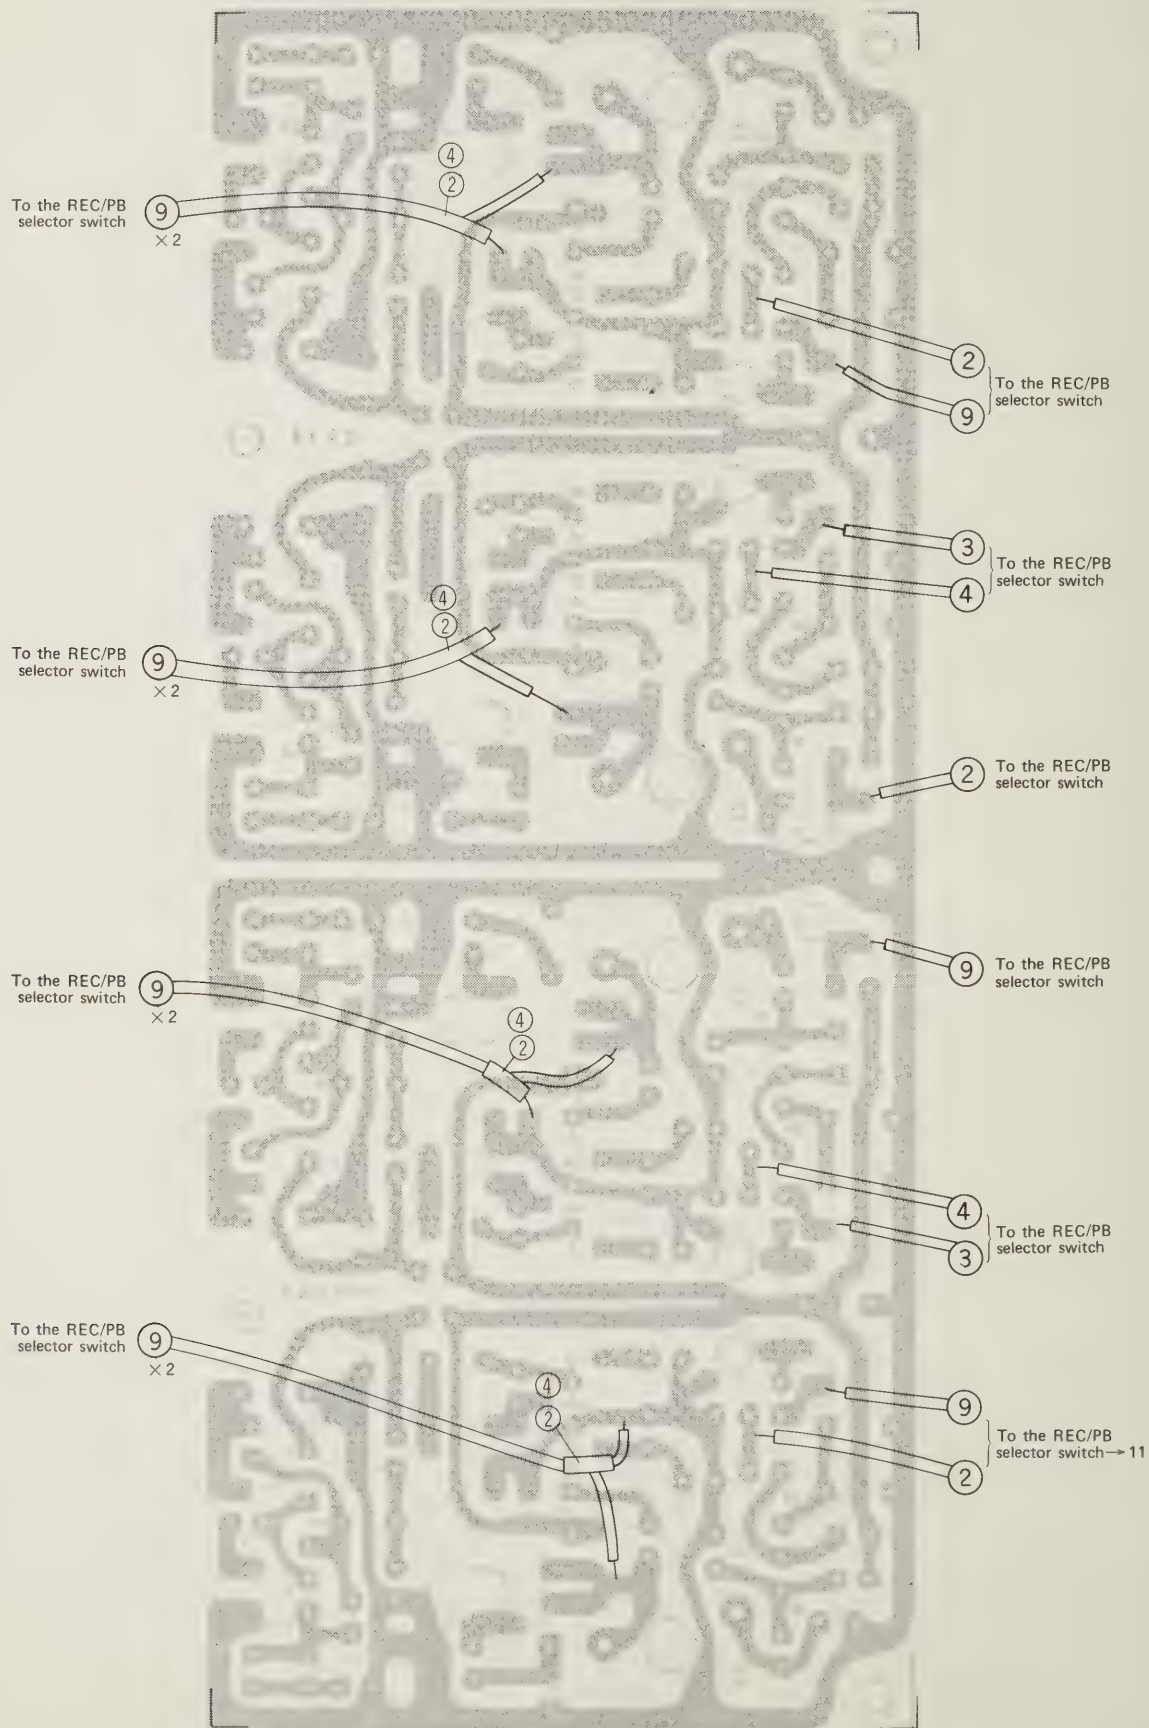 ④
②
To the REC/PB
selector switch
⑨
×2
②
⑨
To the REC/PB
selector switch
③
④
To the REC/PB
selector switch
④
②
To the REC/PB
selector switch
⑨
×2
②
To the REC/PB
selector switch
⑨
To the REC/PB
selector switch
To the REC/PB
selector switch
⑨
×2
④
②
④
③
To the REC/PB
selector switch
To the REC/PB
selector switch
⑨
×2
④
②
⑨
②
To the REC/PB
selector switch→11